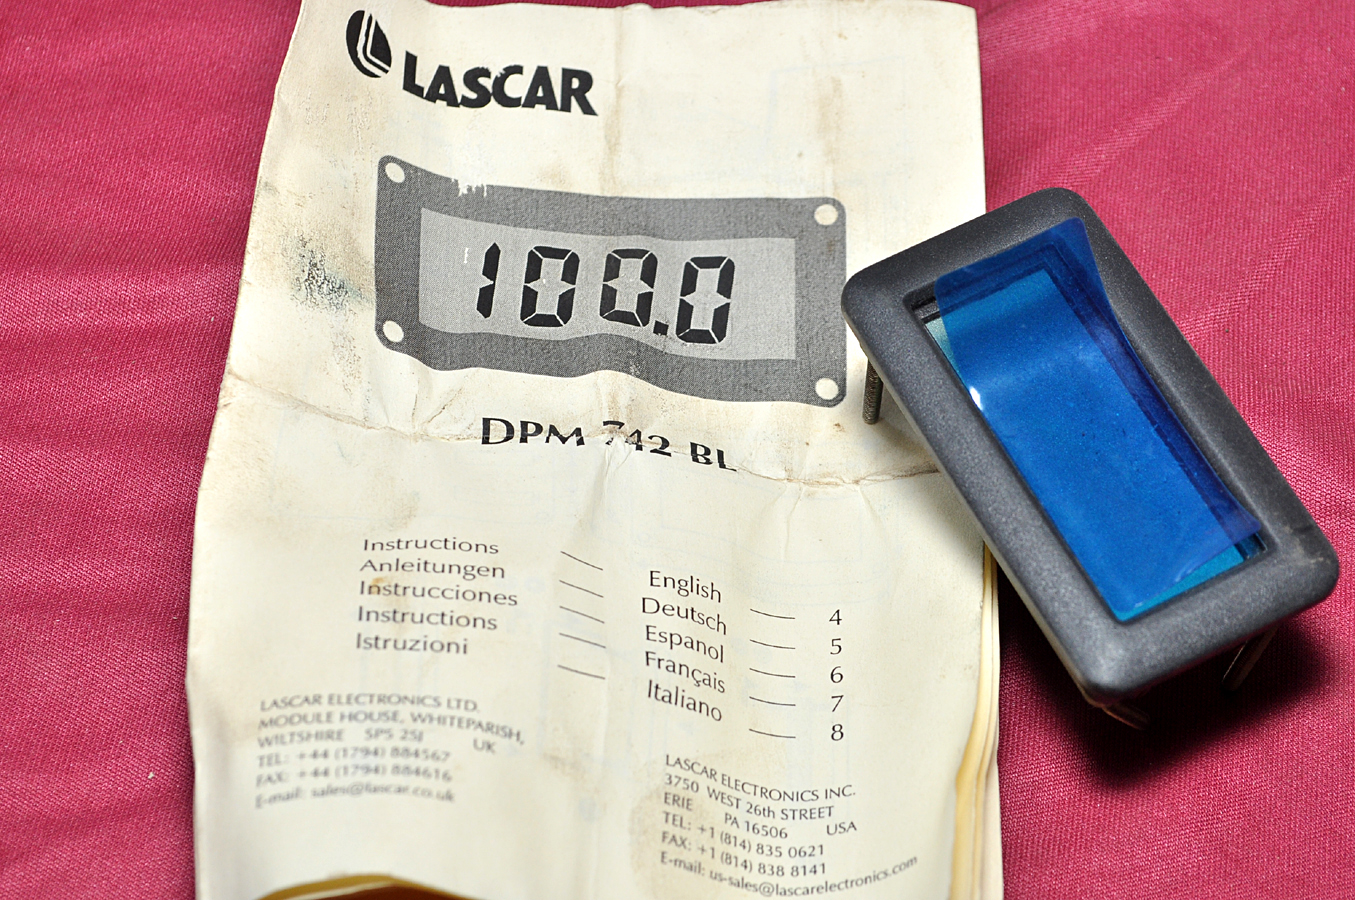 LASCAR
100.0
DPM 742 BL
Instructions English 4
Anleitungen Deutsch 5
Instrucciones Espanol 6
Instructions Français 7
Istruzioni Italiano 8
LASCAR ELECTRONICS LTD.
MODULE HOUSE, WHITEPARISH,
WILTSHIRE SP5 2SJ UK
TEL: +44 (1794) 884567
FAX: +44 (1794) 884616
E-mail: sales@lascar.co.uk
LASCAR ELECTRONICS INC.
3750 WEST 26th STREET
ERIE PA 16506 USA
TEL: +1 (814) 835 0621
FAX: +1 (814) 838 8141
E-mail: us-sales@lascarelectronics.com